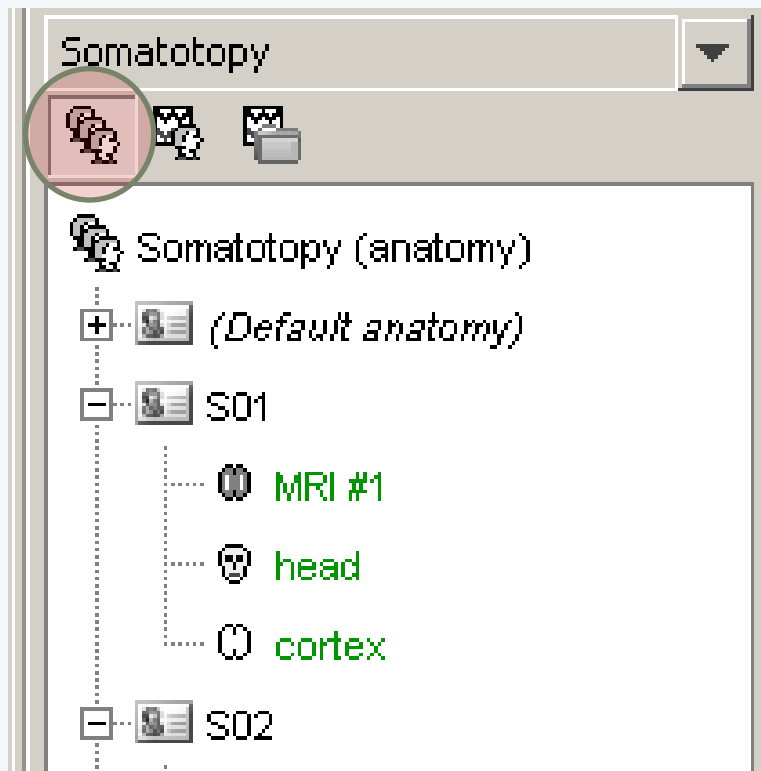 Somatotopy
Somatotopy (anatomy)
(Default anatomy)
S01
MRI #1
head
cortex
S02